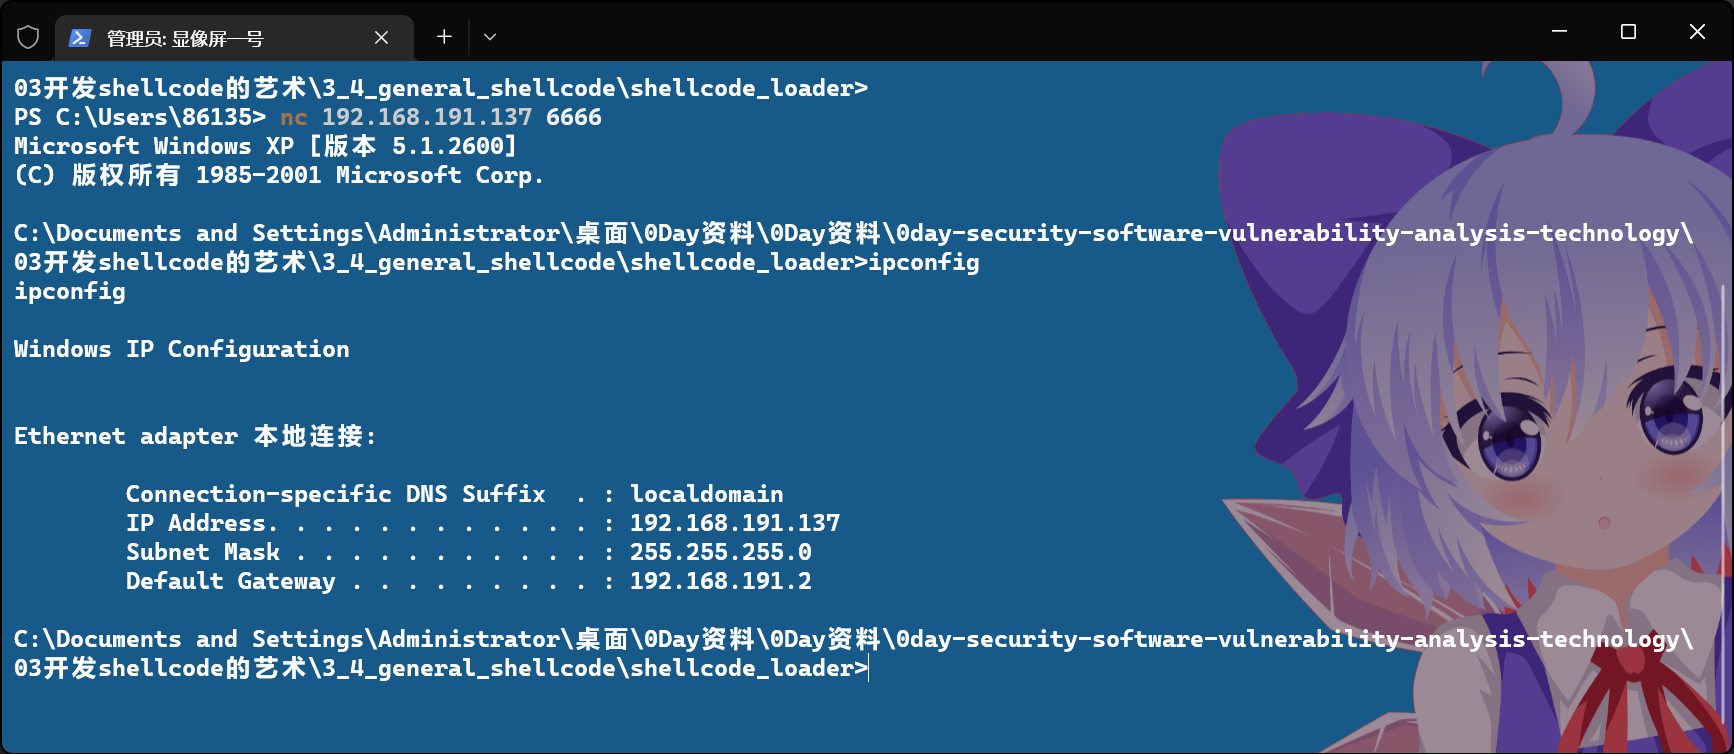 管理员: 显像屏一号
03开发shellcode的艺术\3_4_general_shellcode\shellcode_loader>
PS C:\Users\86135> nc 192.168.191.137 6666
Microsoft Windows XP [版本 5.1.2600]
(C) 版权所有 1985-2001 Microsoft Corp.
C:\Documents and Settings\Administrator\桌面\0Day资料\0Day资料\0day-security-software-vulnerability-analysis-technology\
03开发shellcode的艺术\3_4_general_shellcode\shellcode_loader>ipconfig
ipconfig
Windows IP Configuration
Ethernet adapter 本地连接:
Connection-specific DNS Suffix  . : localdomain
IP Address. . . . . . . . . . . . : 192.168.191.137
Subnet Mask . . . . . . . . . . . : 255.255.255.0
Default Gateway . . . . . . . . . : 192.168.191.2
C:\Documents and Settings\Administrator\桌面\0Day资料\0Day资料\0day-security-software-vulnerability-analysis-technology\
03开发shellcode的艺术\3_4_general_shellcode\shellcode_loader>